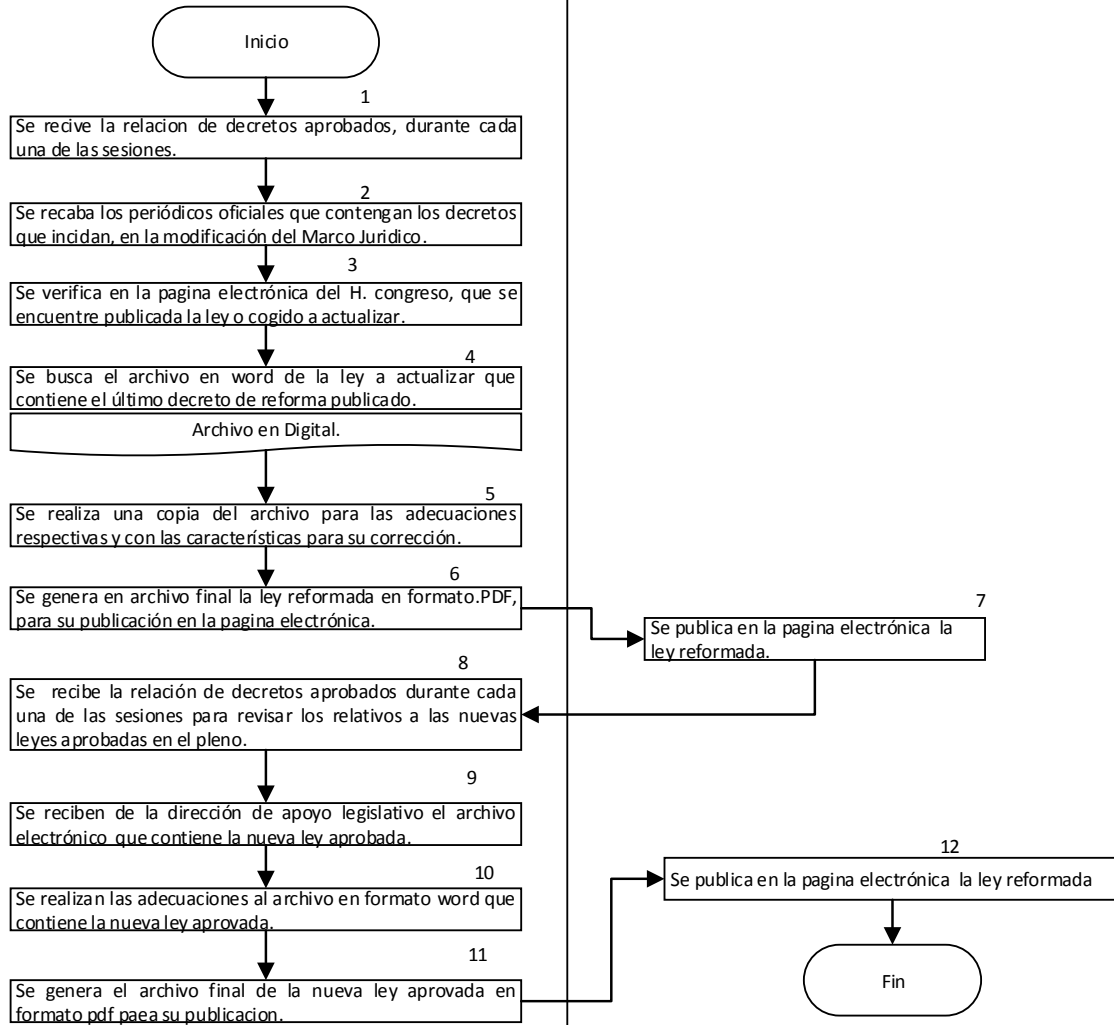 Inicio
1
Se recive la relacion de decretos aprobados, durante cada
una de las sesiones.
2
Se recaba los periódicos oficiales que contengan los decretos
que incidan, en la modificación del Marco Juridico.
3
Se verifica en la pagina electrónica del H. congreso, que se
encuentre publicada la ley o cogido a actualizar.
4
Se busca el archivo en word de la ley a actualizar que
contiene el último decreto de reforma publicado.
Archivo en Digital.
5
Se realiza una copia del archivo para las adecuaciones
respectivas y con las características para su corrección.
6
Se genera en archivo final la ley reformada en formato.PDF,
para su publicación en la pagina electrónica.
7
Se publica en la pagina electrónica la
ley reformada.
8
Se recibe la relación de decretos aprobados durante cada
una de las sesiones para revisar los relativos a las nuevas
leyes aprobadas en el pleno.
9
Se reciben de la dirección de apoyo legislativo el archivo
electrónico que contiene la nueva ley aprobada.
10
Se realizan las adecuaciones al archivo en formato word que
contiene la nueva ley aprovada.
11
Se genera el archivo final de la nueva ley aprovada en
formato pdf paea su publicacion.
12
Se publica en la pagina electrónica la ley reformada
Fin